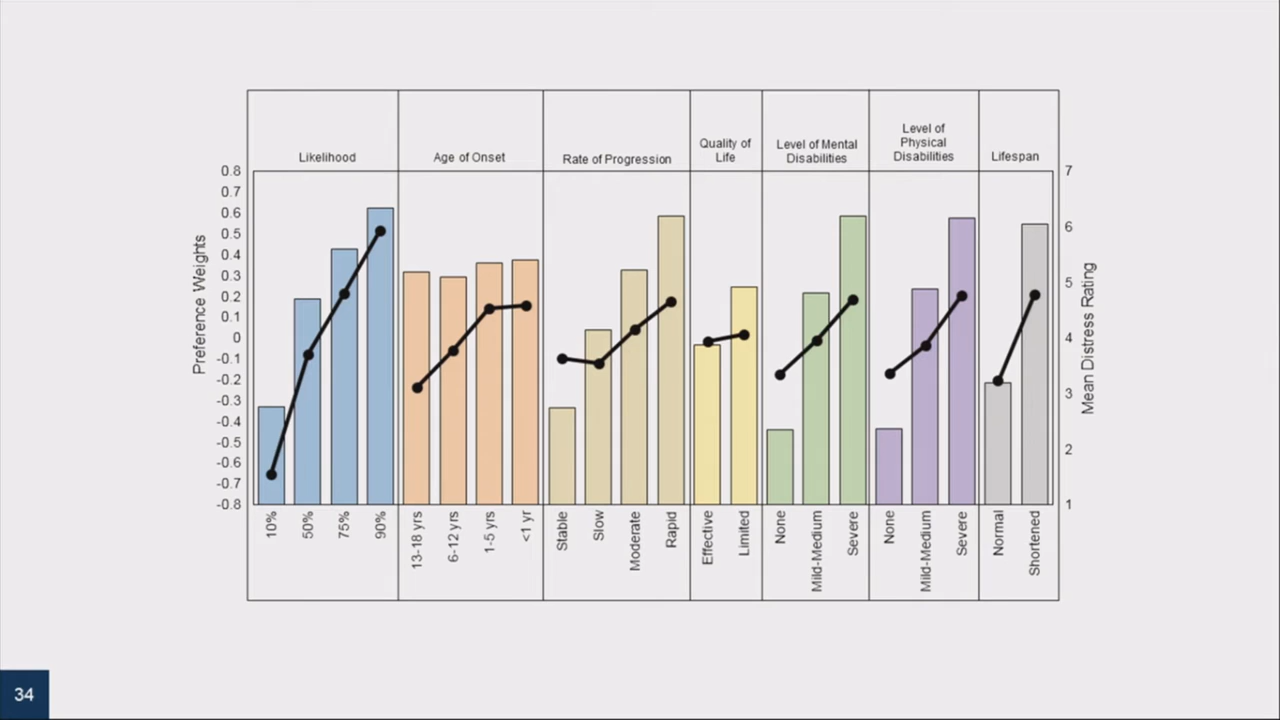 Likelihood
Age of Onset
Rate of Progression
Quality of
Life
Level of Mental
Disabilities
Level of
Physical
Disabilities
Lifespan
Preference Weights
0.8
0.7
0.6
0.5
0.4
0.3
0.2
0.1
0
-0.1
-0.2
-0.3
-0.4
-0.5
-0.6
-0.7
-0.8
7
6
5
4
3
2
1
Mean Distress Rating
10%
50%
75%
90%
13-18 yrs
6-12 yrs
1-5 yrs
<1 yr
Stable
Slow
Moderate
Rapid
Effective
Limited
None
Mild-Medium
Severe
None
Mild-Medium
Severe
Normal
Shortened
34